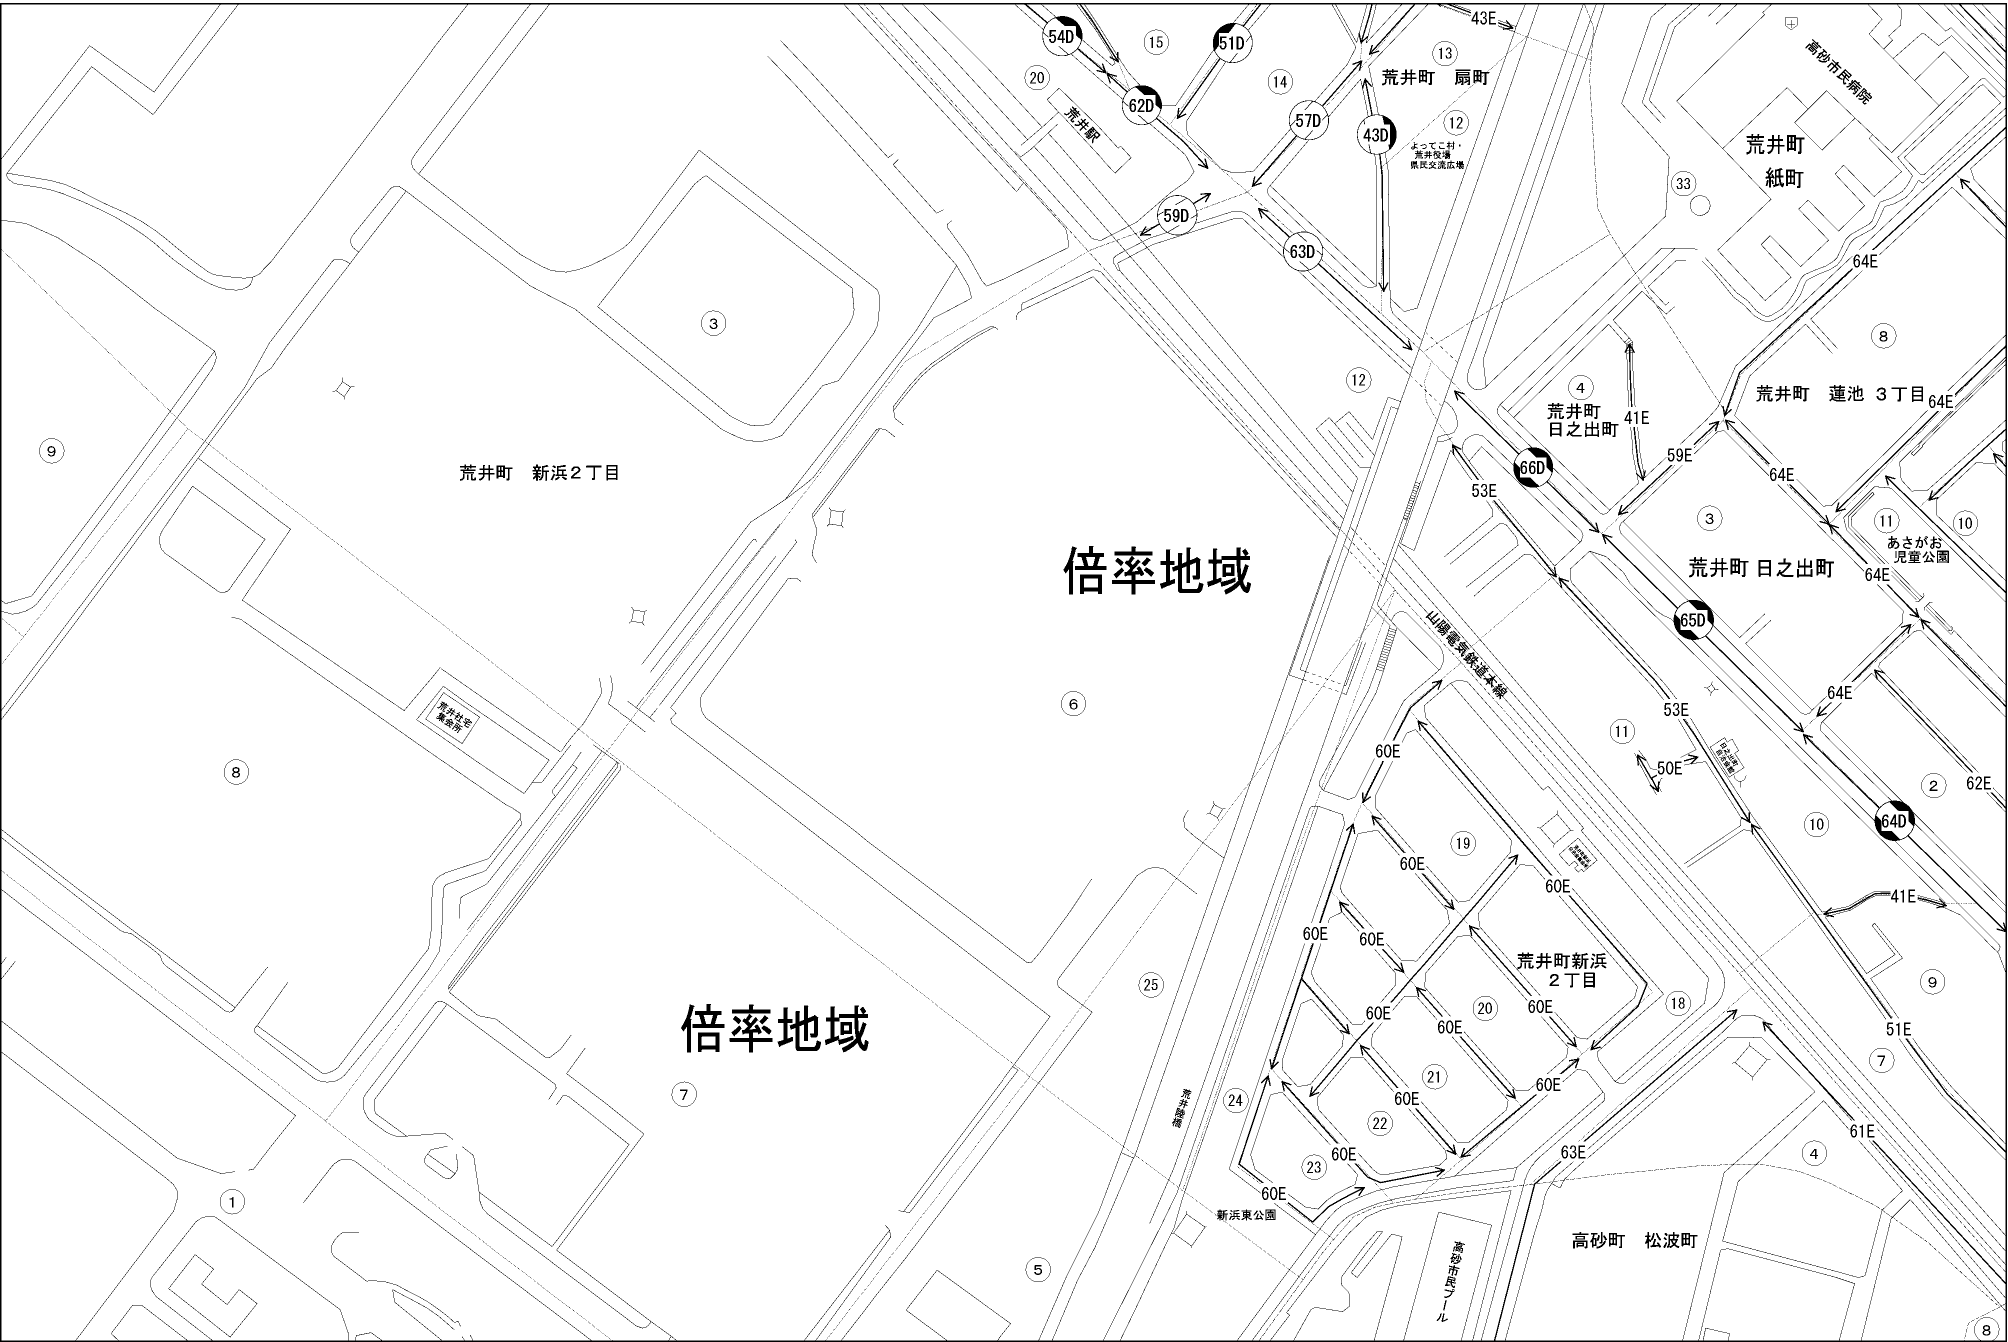 43E
54D
15
51D
13
20
14
荒井町　扇町
高砂市民病院
62D
57D
43D
12
荒井駅
よってこ村・
荒井役場
県民交流広場
荒井町
紙町
33
59D
63D
64E
3
8
12
4
荒井町
日之出町
41E
荒井町　蓮池 3丁目
64E
9
荒井町　新浜2丁目
59E
66D
64E
53E
3
11
10
あさがお
児童公園
倍率地域
荒井町 日之出町
64E
65D
山陽電気鉄道本線
64E
6
53E
荒井社宅
集会所
11
60E
50E
日之出町
8
2
62E
64D
10
19
60E
60E
41E
60E
60E
荒井町新浜
2丁目
25
9
20
60E
18
60E
60E
倍率地域
51E
7
21
60E
7
24
60E
荒井陸橋
22
61E
60E
63E
4
23
60E
1
新浜東公園
高砂町　松波町
5
高砂市民プール
8